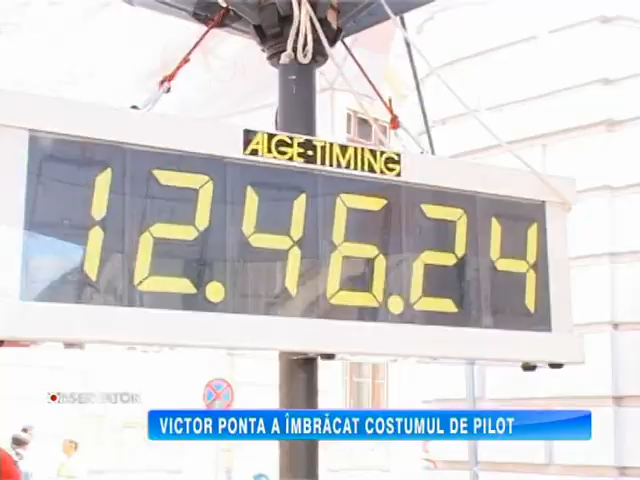 ALGE-TIMING
12.46.24
OBSERVATOR
VICTOR PONTA A ÎMBRĂCAT COSTUMUL DE PILOT